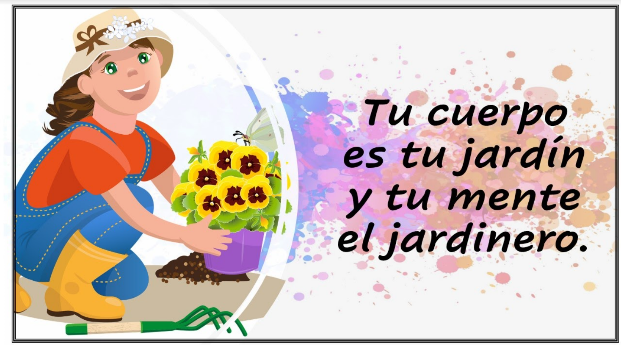 Tu cuerpo
es tu jardín
y tu mente
el jardinero.